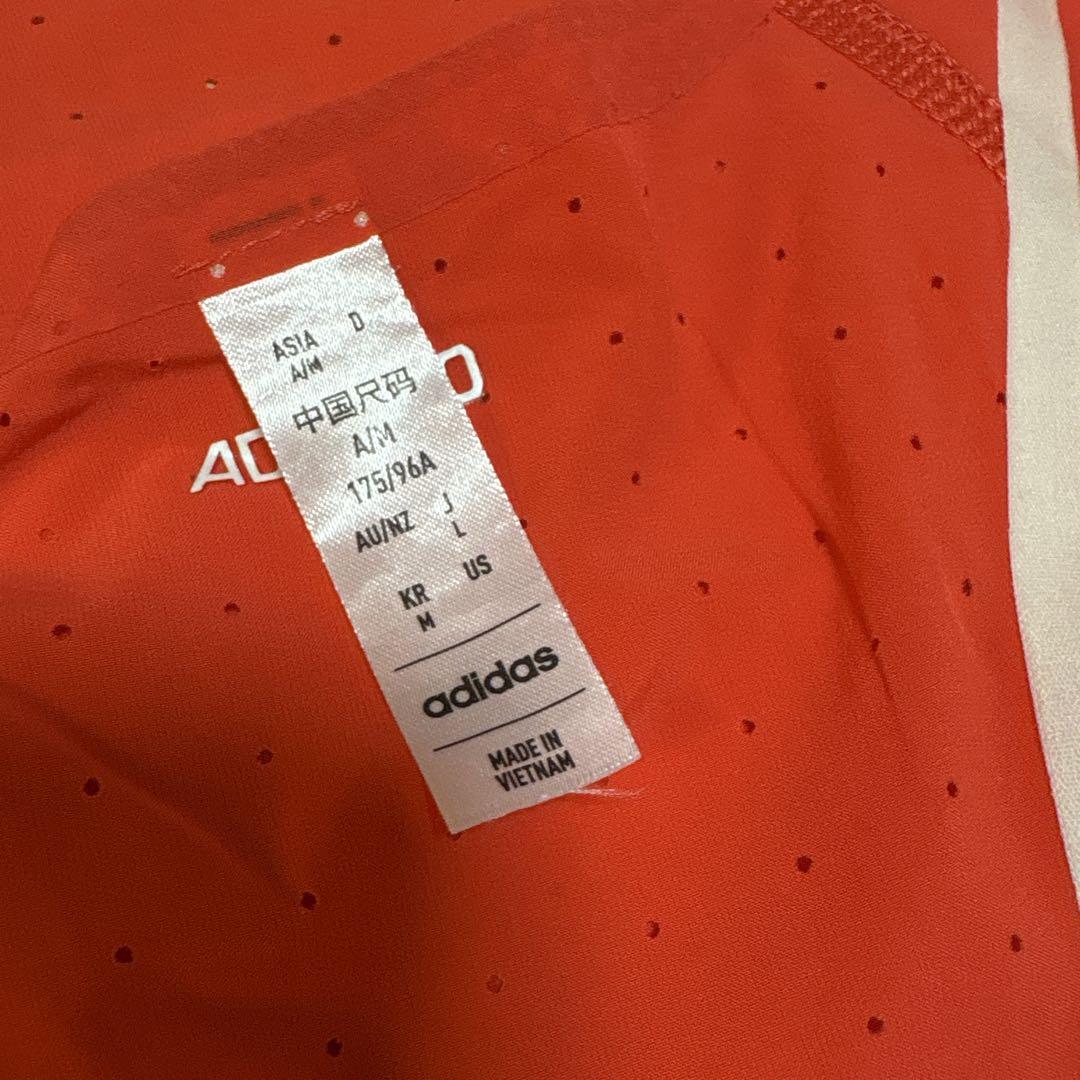 ASIA D
A/M
中国尺码
A/M
175/96A
AU/NZ J
L
KR US
M
adidas
MADE IN
VIETNAM